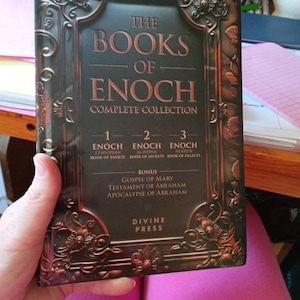 THE
BOOKS
OF
ENOCH
COMPLETE COLLECTION
1 2 3
ENOCH ENOCH ENOCH
ETHIOPIAN SLAVONIC HEBREW
BOOK OF ENOCH BOOK OF SECRETS BOOK OF PALACES
BONUS
GOSPEL OF MARY
TESTAMENT OF ABRAHAM
APOCALYPSE OF ABRAHAM
DIVINE
PRESS